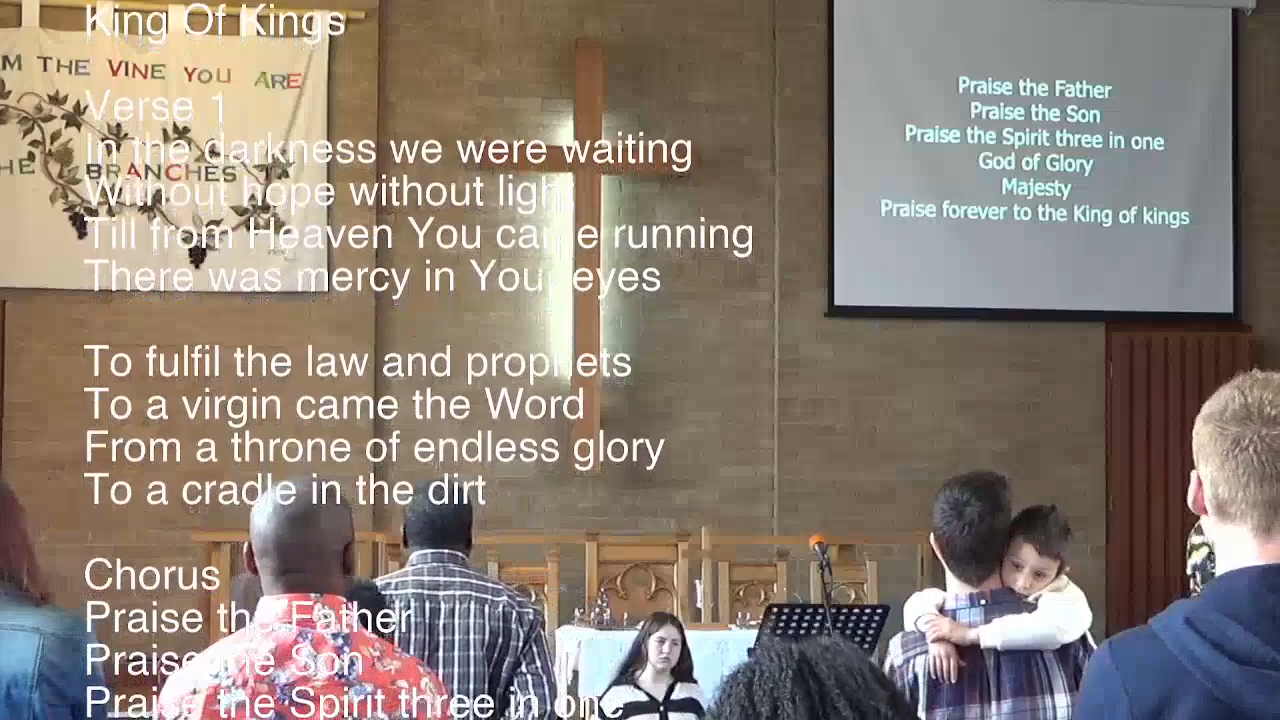 King Of Kings
Verse 1
In the darkness we were waiting
Without hope without light
Till from Heaven You came running
There was mercy in Your eyes
To fulfil the law and prophets
To a virgin came the Word
From a throne of endless glory
To a cradle in the dirt
Chorus
Praise the Father
Praise the Son
Praise the Spirit three in one
M THE VINE YOU ARE
HE BRANCHES
Praise the Father
Praise the Son
Praise the Spirit three in one
God of Glory
Majesty
Praise forever to the King of kings